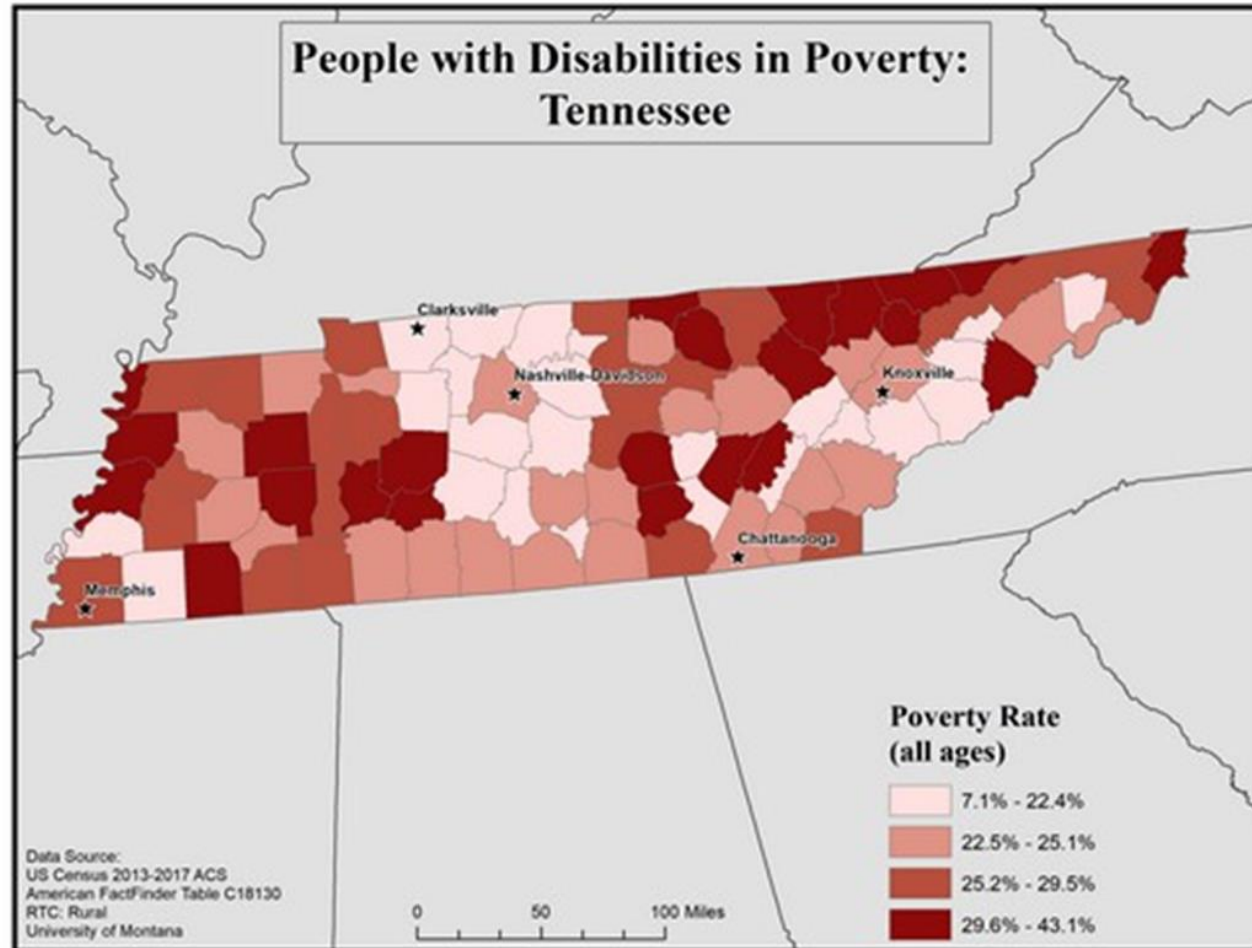 People with Disabilities in Poverty:
Tennessee
Clarksville
Nashville-Davidson
Knoxville
Chattanooga
Memphis
Poverty Rate
(all ages)
7.1% - 22.4%
22.5% - 25.1%
25.2% - 29.5%
29.6% - 43.1%
Data Source:
US Census 2013-2017 ACS
American FactFinder Table C18130
RTC: Rural
University of Montana
0 50 100 Miles